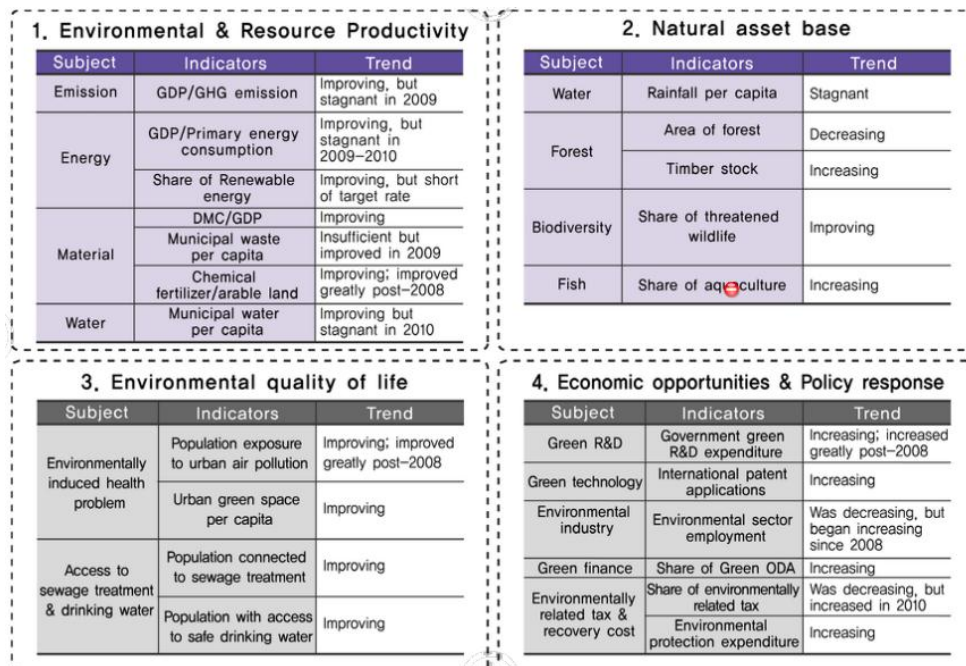 1. Environmental & Resource Productivity
Subject Indicators Trend
Emission GDP/GHG emission Improving, but
stagnant in 2009
Energy
GDP/Primary energy
consumption
Improving, but
stagnant in
2009-2010
Share of Renewable
energy
Improving, but short
of target rate
Material
DMC/GDP Improving
Municipal waste
per capita
Insufficient but
improved in 2009
Chemical
fertilizer/arable land
Improving; improved
greatly post-2008
Water
Municipal water
per capita
Improving but
stagnant in 2010
2. Natural asset base
Subject Indicators Trend
Water Rainfall per capita Stagnant
Forest
Area of forest Decreasing
Timber stock Increasing
Biodiversity
Share of threatened
wildlife
Improving
Fish Share of aquaculture Increasing
3. Environmental quality of life
Subject Indicators Trend
Environmentally
induced health
problem
Population exposure
to urban air pollution
Improving; improved
greatly post-2008
Urban green space
per capita
Improving
Access to
sewage treatment
& drinking water
Population connected
to sewage treatment
Improving
Population with access
to safe drinking water
Improving
4. Economic opportunities & Policy response
Subject Indicators Trend
Green R&D
Government green
R&D expenditure
Increasing; increased
greatly post-2008
Green technology
International patent
applications
Increasing
Environmental
industry
Environmental sector
employment
Was decreasing, but
began increasing
since 2008
Green finance Share of Green ODA Increasing
Environmentally
related tax &
recovery cost
Share of environmentally
related tax
Was decreasing, but
increased in 2010
Environmental
protection expenditure
Increasing